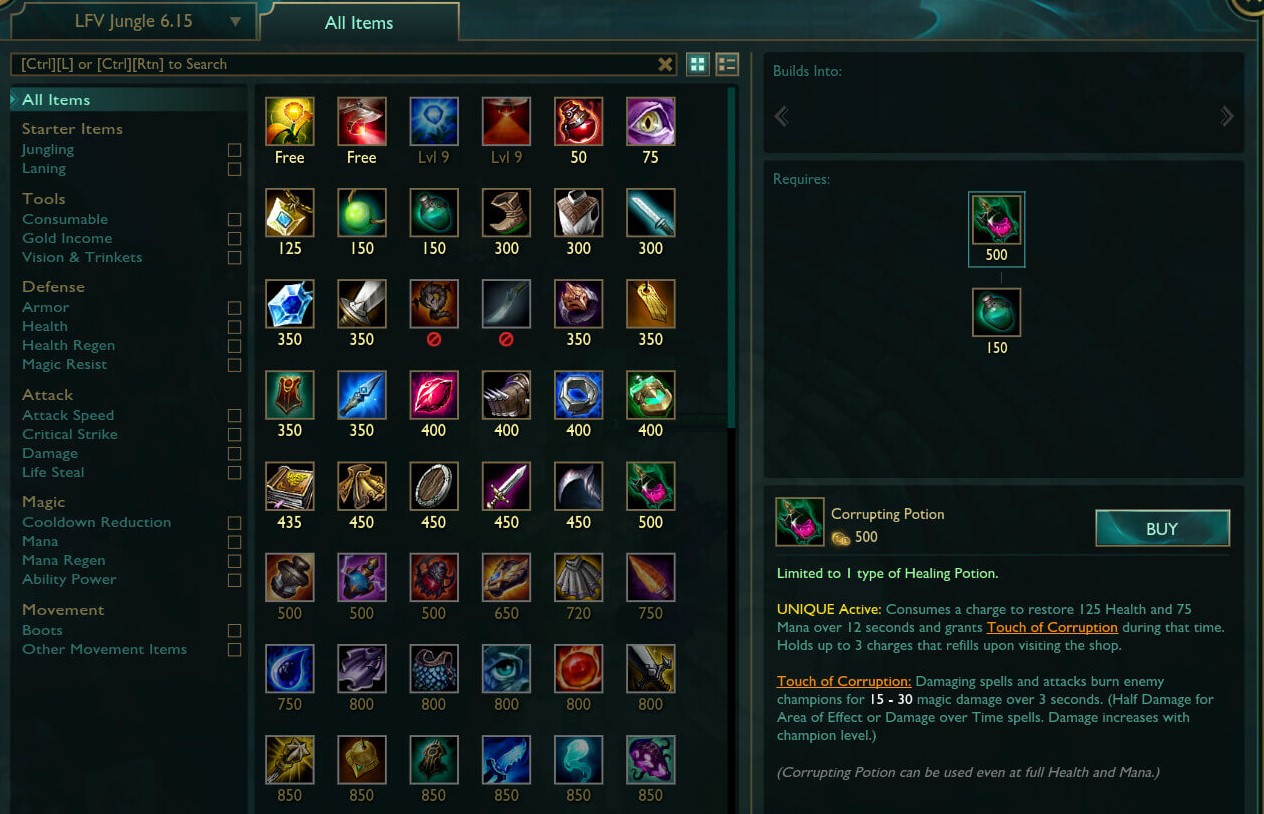 LFV Jungle 6.15
All Items
[Ctrl][L] or [Ctrl][Rtn] to Search
All Items
Starter Items
Jungling
Laning
Tools
Consumable
Gold Income
Vision & Trinkets
Defense
Armor
Health
Health Regen
Magic Resist
Attack
Attack Speed
Critical Strike
Damage
Life Steal
Magic
Cooldown Reduction
Mana
Mana Regen
Ability Power
Movement
Boots
Other Movement Items
Free Free Lvl 9 Lvl 9 50 75
125 150 150 300 300 300
350 350 350 350
350 350 400 400 400 400
435 450 450 450 450 500
500 500 500 650 720 750
750 800 800 800 800 800
850 850 850 850 850 850
Builds Into:
Requires:
500
150
Corrupting Potion
500
BUY
Limited to 1 type of Healing Potion.
UNIQUE Active: Consumes a charge to restore 125 Health and 75
Mana over 12 seconds and grants Touch of Corruption during that time.
Holds up to 3 charges that refills upon visiting the shop.
Touch of Corruption: Damaging spells and attacks burn enemy
champions for 15 - 30 magic damage over 3 seconds. (Half Damage for
Area of Effect or Damage over Time spells. Damage increases with
champion level.)
(Corrupting Potion can be used even at full Health and Mana.)